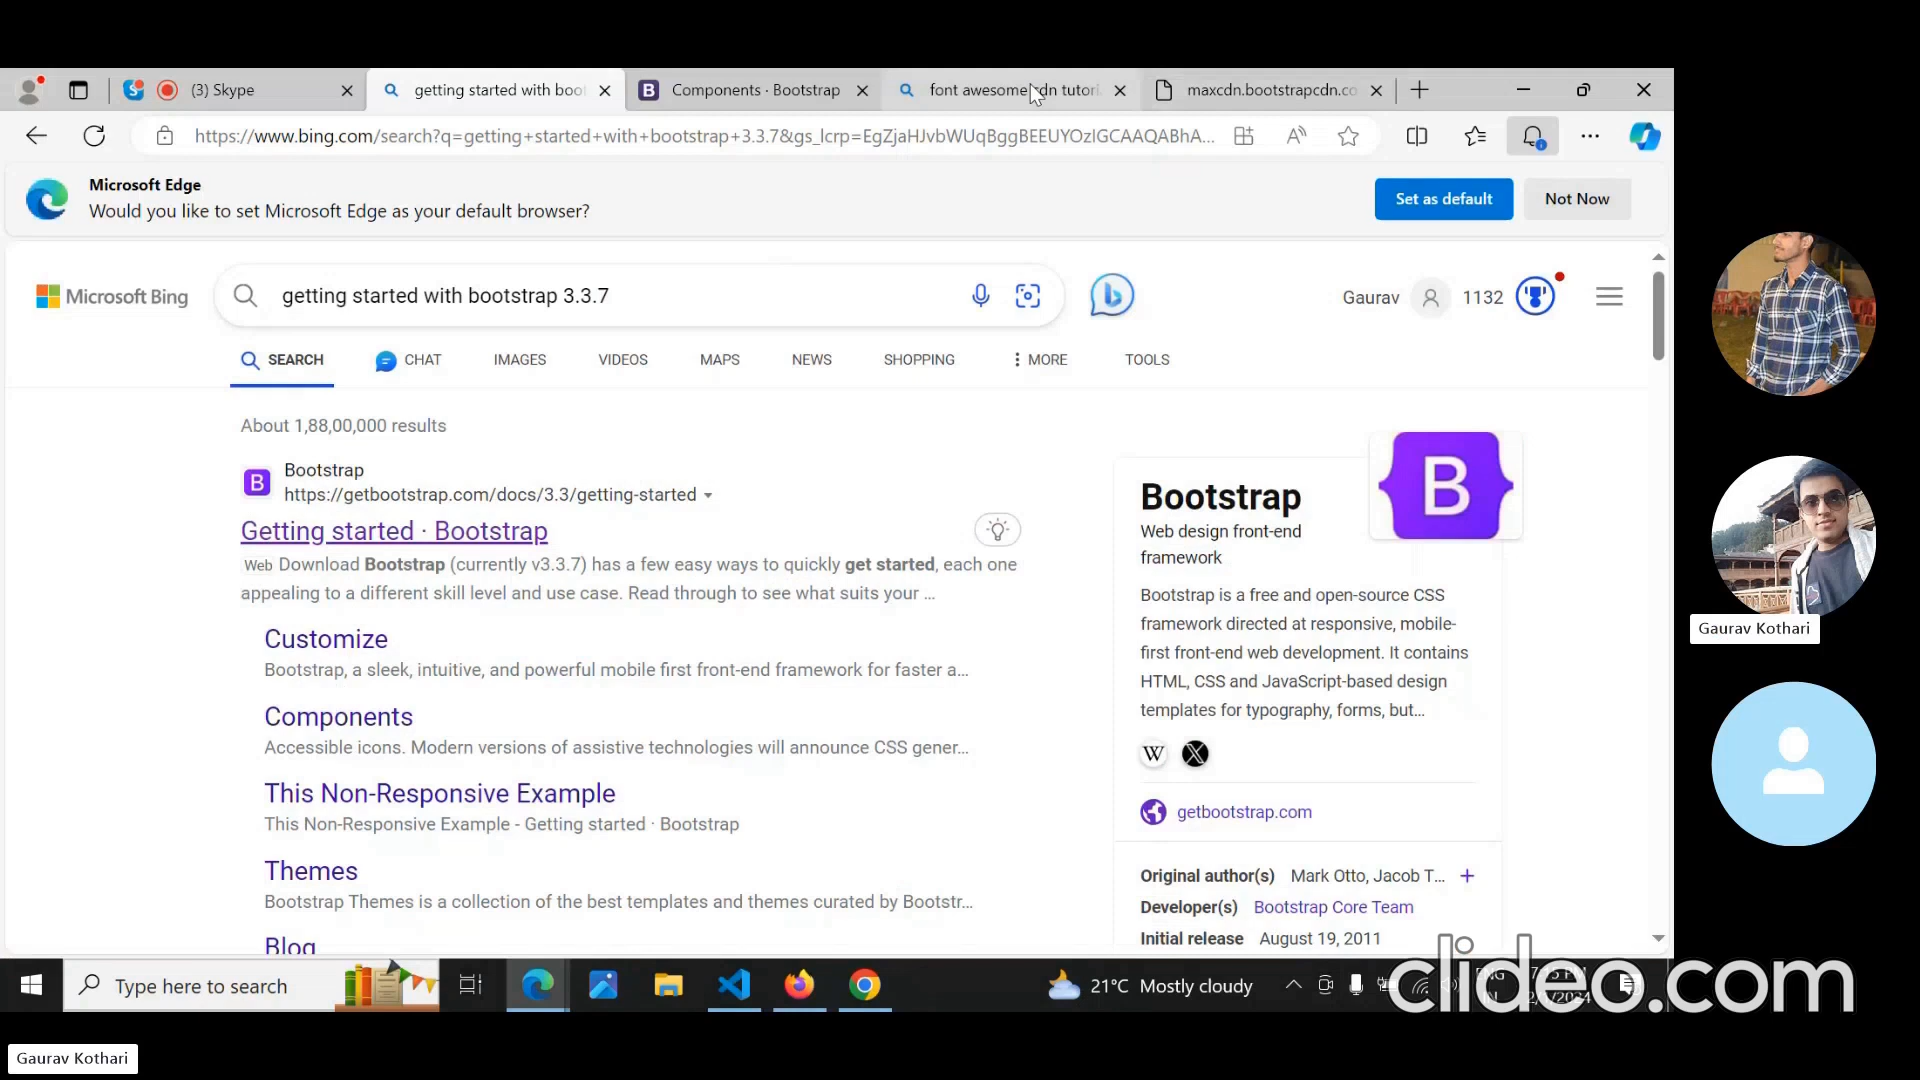 (3) Skype
getting started with boo
Components · Bootstrap
font awesome cdn tutori
maxcdn.bootstrapcdn.co
https://www.bing.com/search?q=getting+started+with+bootstrap+3.3.7&gs_lcrp=EgZjaHJvbWUqBggBEEUYOzIGCAAQABhA...
Microsoft Edge
Would you like to set Microsoft Edge as your default browser?
Set as default
Not Now
Microsoft Bing
getting started with bootstrap 3.3.7
Gaurav
1132
SEARCH
CHAT
IMAGES
VIDEOS
MAPS
NEWS
SHOPPING
MORE
TOOLS
About 1,88,00,000 results
Bootstrap
https://getbootstrap.com/docs/3.3/getting-started
Getting started · Bootstrap
Web Download Bootstrap (currently v3.3.7) has a few easy ways to quickly get started, each one
appealing to a different skill level and use case. Read through to see what suits your ...
Customize
Bootstrap, a sleek, intuitive, and powerful mobile first front-end framework for faster a...
Components
Accessible icons. Modern versions of assistive technologies will announce CSS gener...
This Non-Responsive Example
This Non-Responsive Example - Getting started · Bootstrap
Themes
Bootstrap Themes is a collection of the best templates and themes curated by Bootstr...
Blog
Bootstrap
Web design front-end
framework
Bootstrap is a free and open-source CSS
framework directed at responsive, mobile-
first front-end web development. It contains
HTML, CSS and JavaScript-based design
templates for typography, forms, but...
getbootstrap.com
Original author(s) Mark Otto, Jacob T...
Developer(s) Bootstrap Core Team
Initial release August 19, 2011
Gaurav Kothari
Type here to search
21°C Mostly cloudy
ENG
clideo.com
Gaurav Kothari